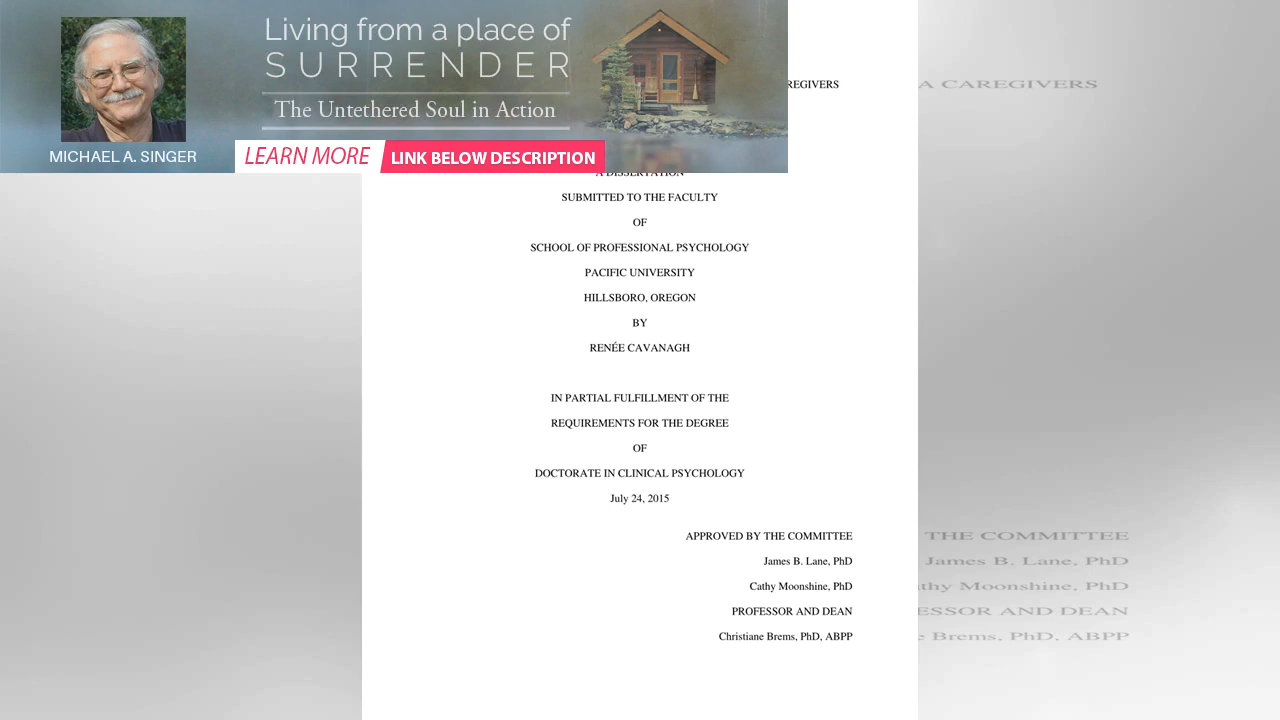 Living from a place of
SURRENDER
The Untethered Soul in Action
MICHAEL A. SINGER
LEARN MORE LINK BELOW DESCRIPTION
A CAREGIVERS
A DISSERTATION
SUBMITTED TO THE FACULTY
OF
SCHOOL OF PROFESSIONAL PSYCHOLOGY
PACIFIC UNIVERSITY
HILLSBORO, OREGON
BY
RENÉE CAVANAGH
IN PARTIAL FULFILLMENT OF THE
REQUIREMENTS FOR THE DEGREE
OF
DOCTORATE IN CLINICAL PSYCHOLOGY
July 24, 2015
APPROVED BY THE COMMITTEE
THE COMMITTEE
James B. Lane, PhD
James B. Lane, PhD
Cathy Moonshine, PhD
Moonshine, PhD
PROFESSOR AND DEAN
AND DEAN
Christiane Brems, PhD, ABPP
Brems, PhD, ABPP